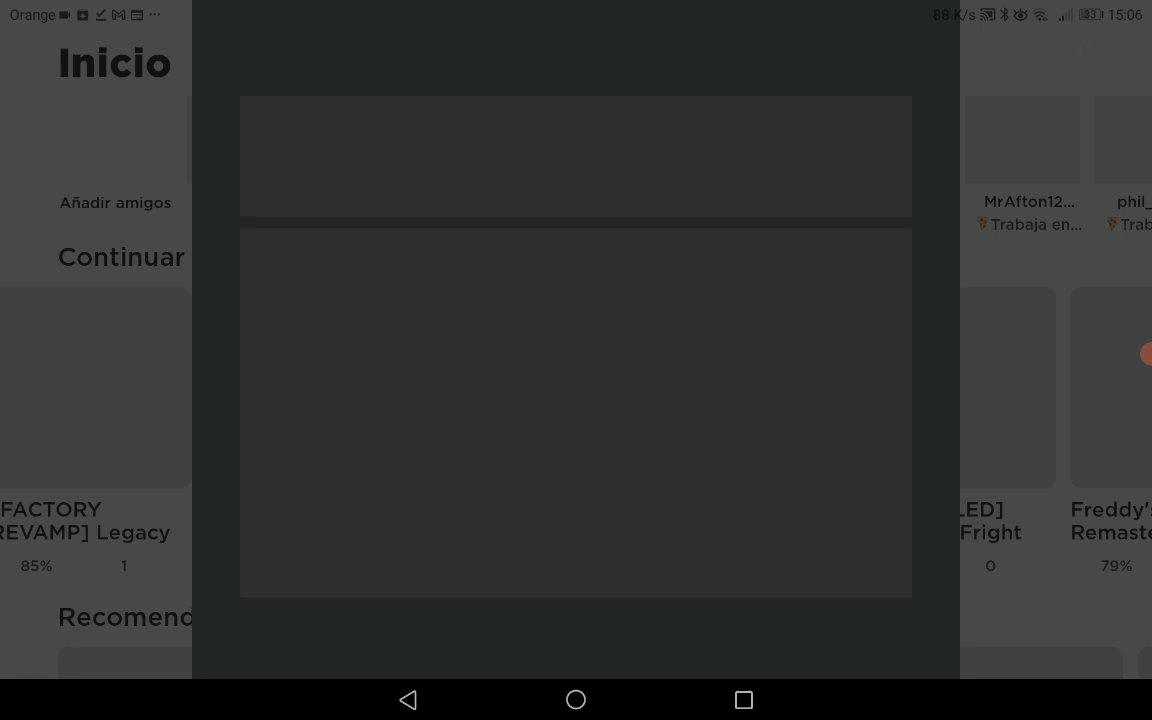 Orange 88 K/s 83 15:06
Inicio
Añadir amigos MrAfton12... phil_
Trabaja en... Trab
Continuar
FACTORY LED] Freddy's
REVAMP] Legacy Fright Remaste
85% 1 0 79%
Recomend